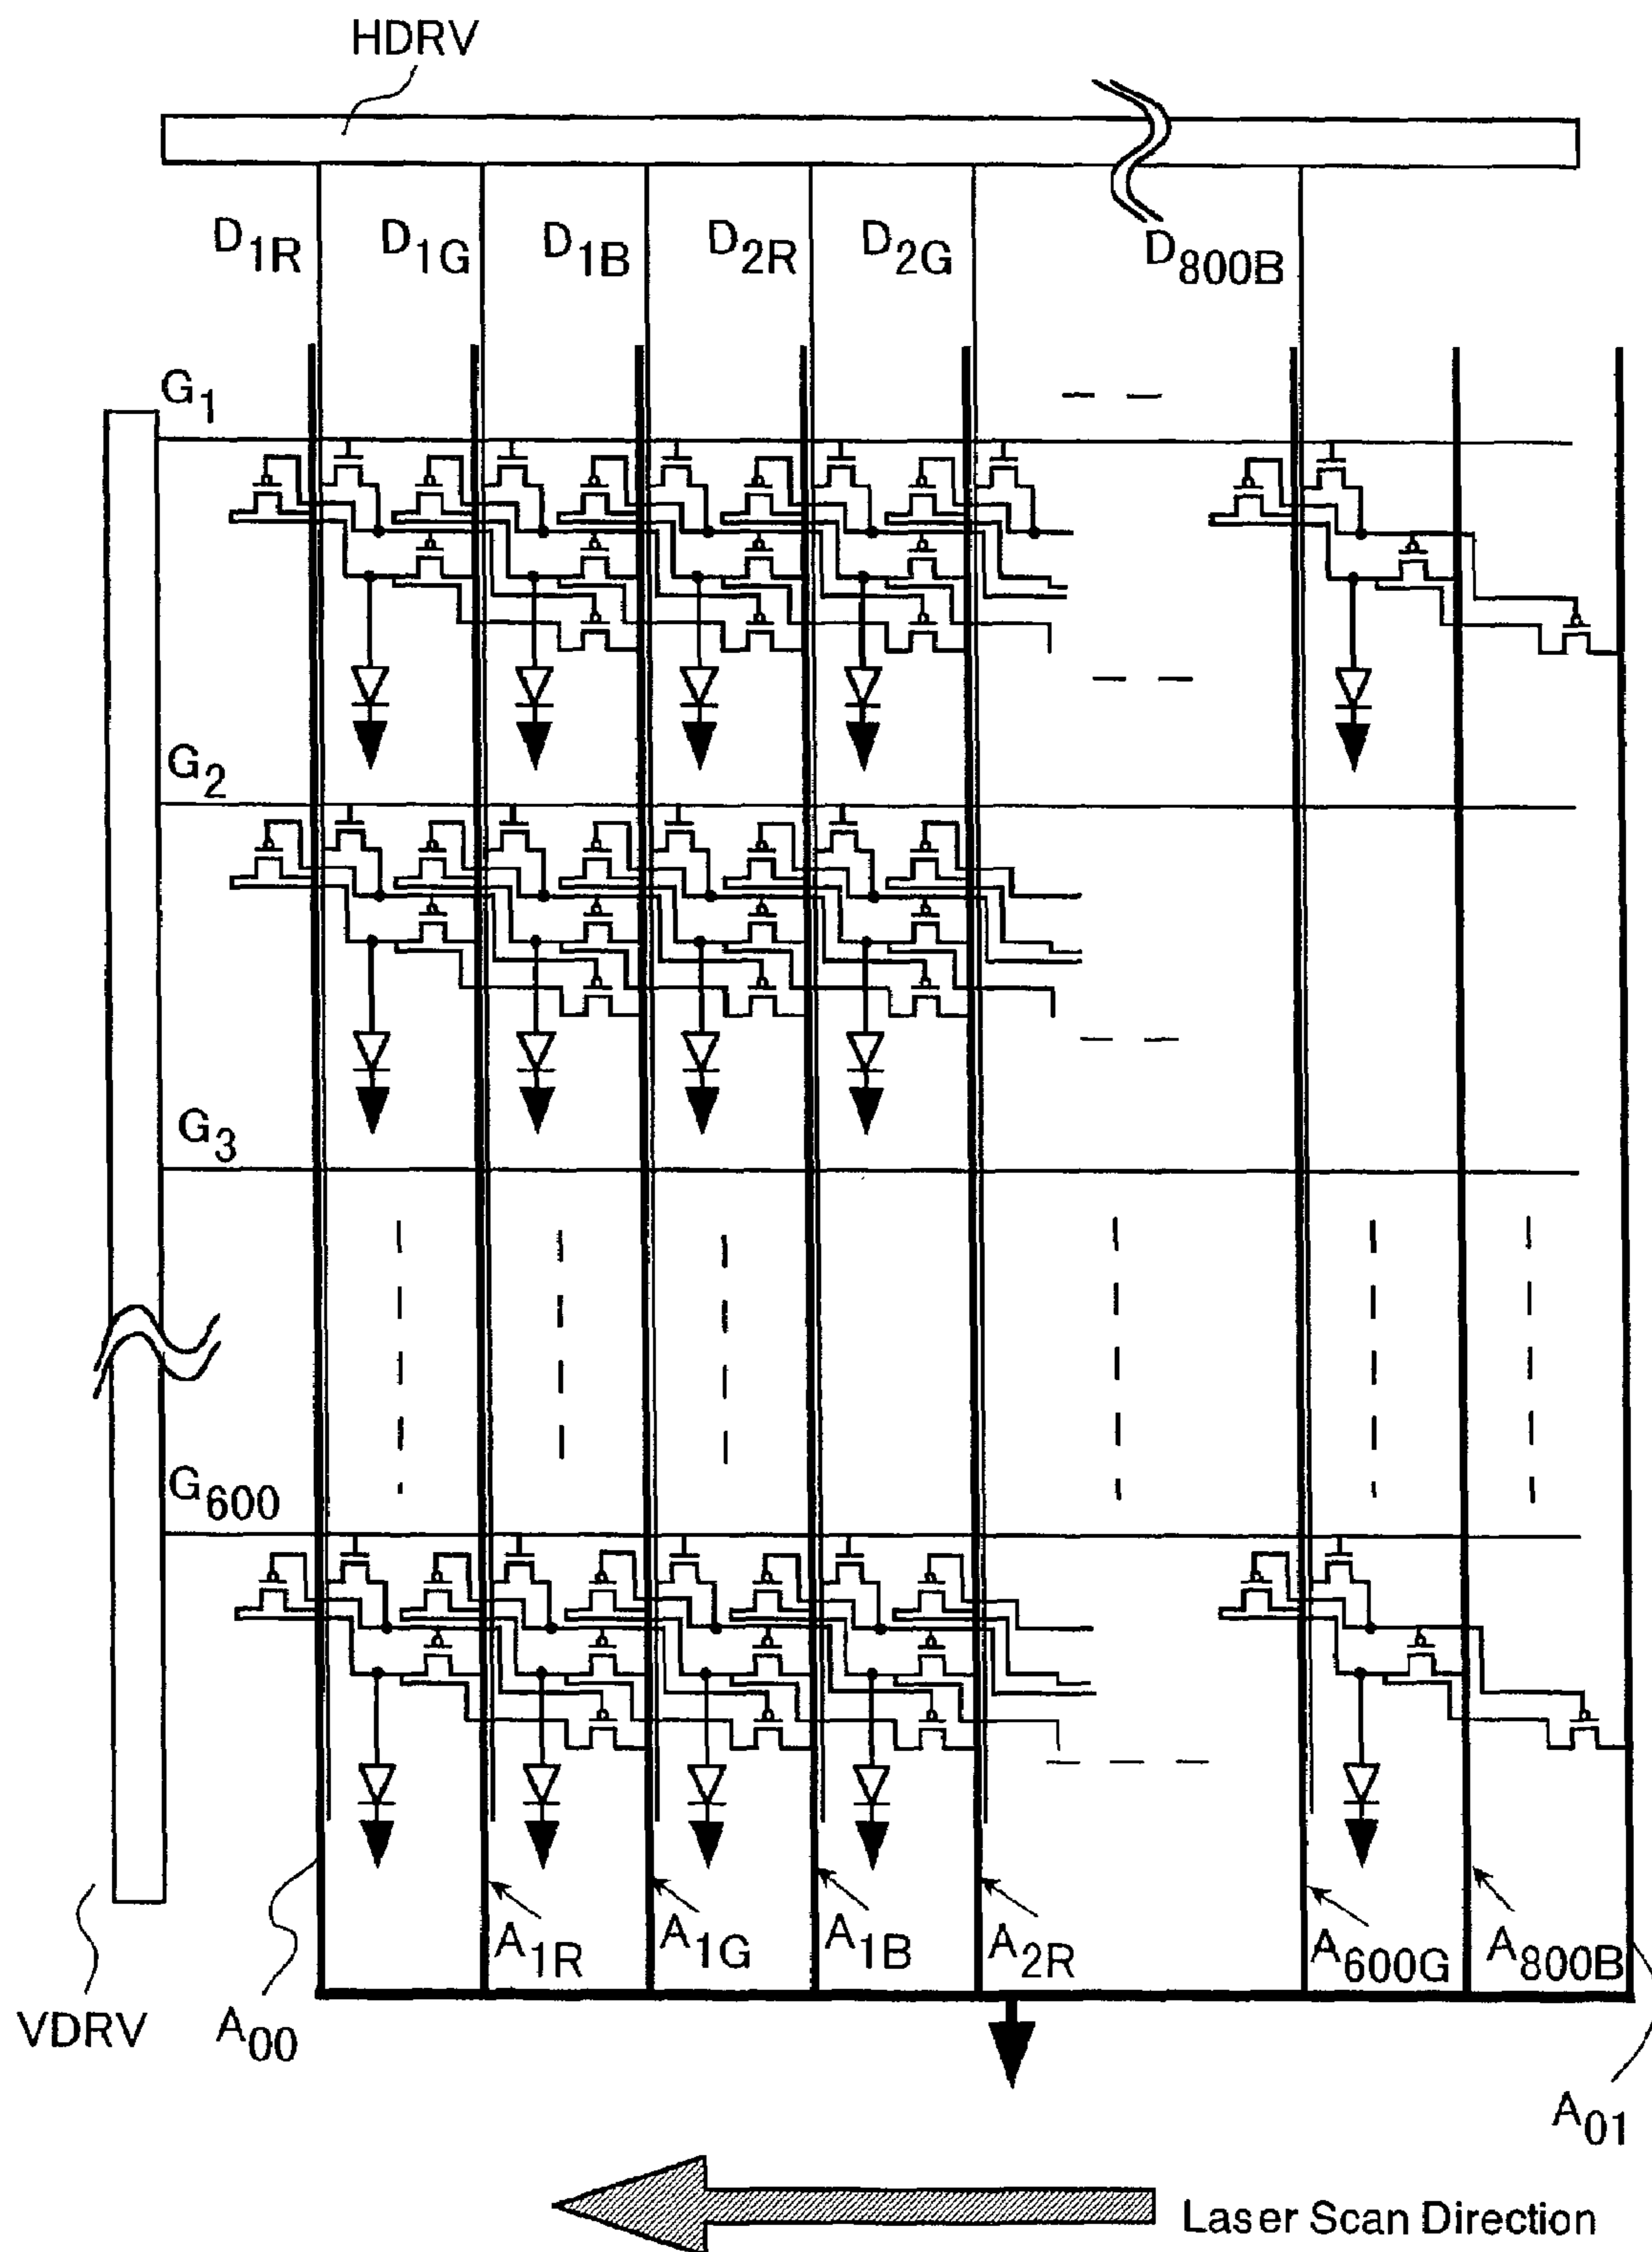 HDRV
D1R D1G D1B D2R D2G D800B
G1
G2
G3
G600
A1R A1G A1B A2R A600G A800B
VDRV A00
A01
Laser Scan Direction